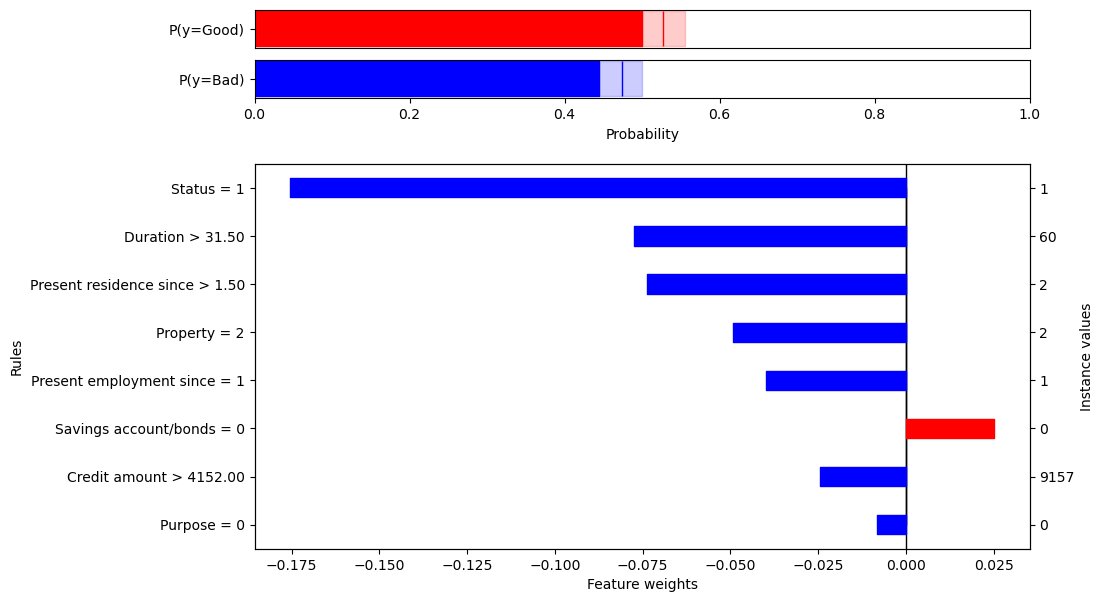 P(y=Good)
P(y=Bad)
0.0 0.2 0.4 0.6 0.8 1.0
Probability
Rules
Status = 1 1
Duration > 31.50 60
Present residence since > 1.50 2
Property = 2 2
Present employment since = 1 1
Savings account/bonds = 0 0
Credit amount > 4152.00 9157
Purpose = 0 0
Instance values
−0.175 −0.150 −0.125 −0.100 −0.075 −0.050 −0.025 0.000 0.025
Feature weights